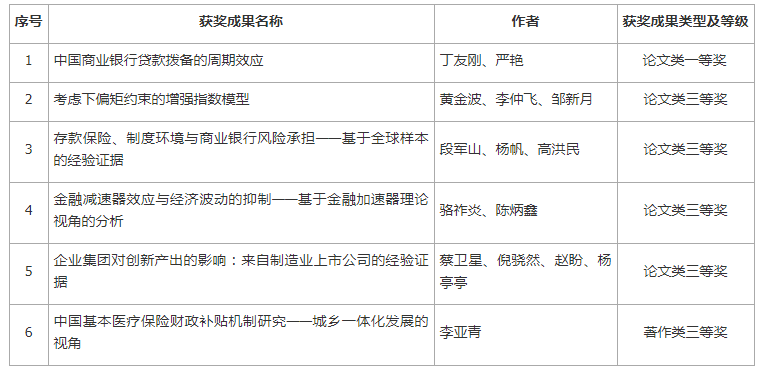 序号 获奖成果名称 作者 获奖成果类型及等级
1 中国商业银行贷款拨备的周期效应 丁友刚、严艳 论文类一等奖
2 考虑下偏矩约束的增强指数模型 黄金波、李仲飞、邹新月 论文类三等奖
3 存款保险、制度环境与商业银行风险承担——基于全球样本
的经验证据 段军山、杨帆、高洪民 论文类三等奖
4 金融减速器效应与经济波动的抑制——基于金融加速器理论
视角的分析 骆祚炎、陈炳鑫 论文类三等奖
5 企业集团对创新产出的影响：来自制造业上市公司的经验证
据 蔡卫星、倪骁然、赵盼、杨
亭亭 论文类三等奖
6 中国基本医疗保险财政补贴机制研究——城乡一体化发展的
视角 李亚青 著作类三等奖